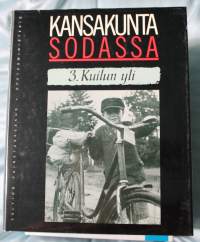 KANSAKUNTA
SODASSA
3. Kuilun yli